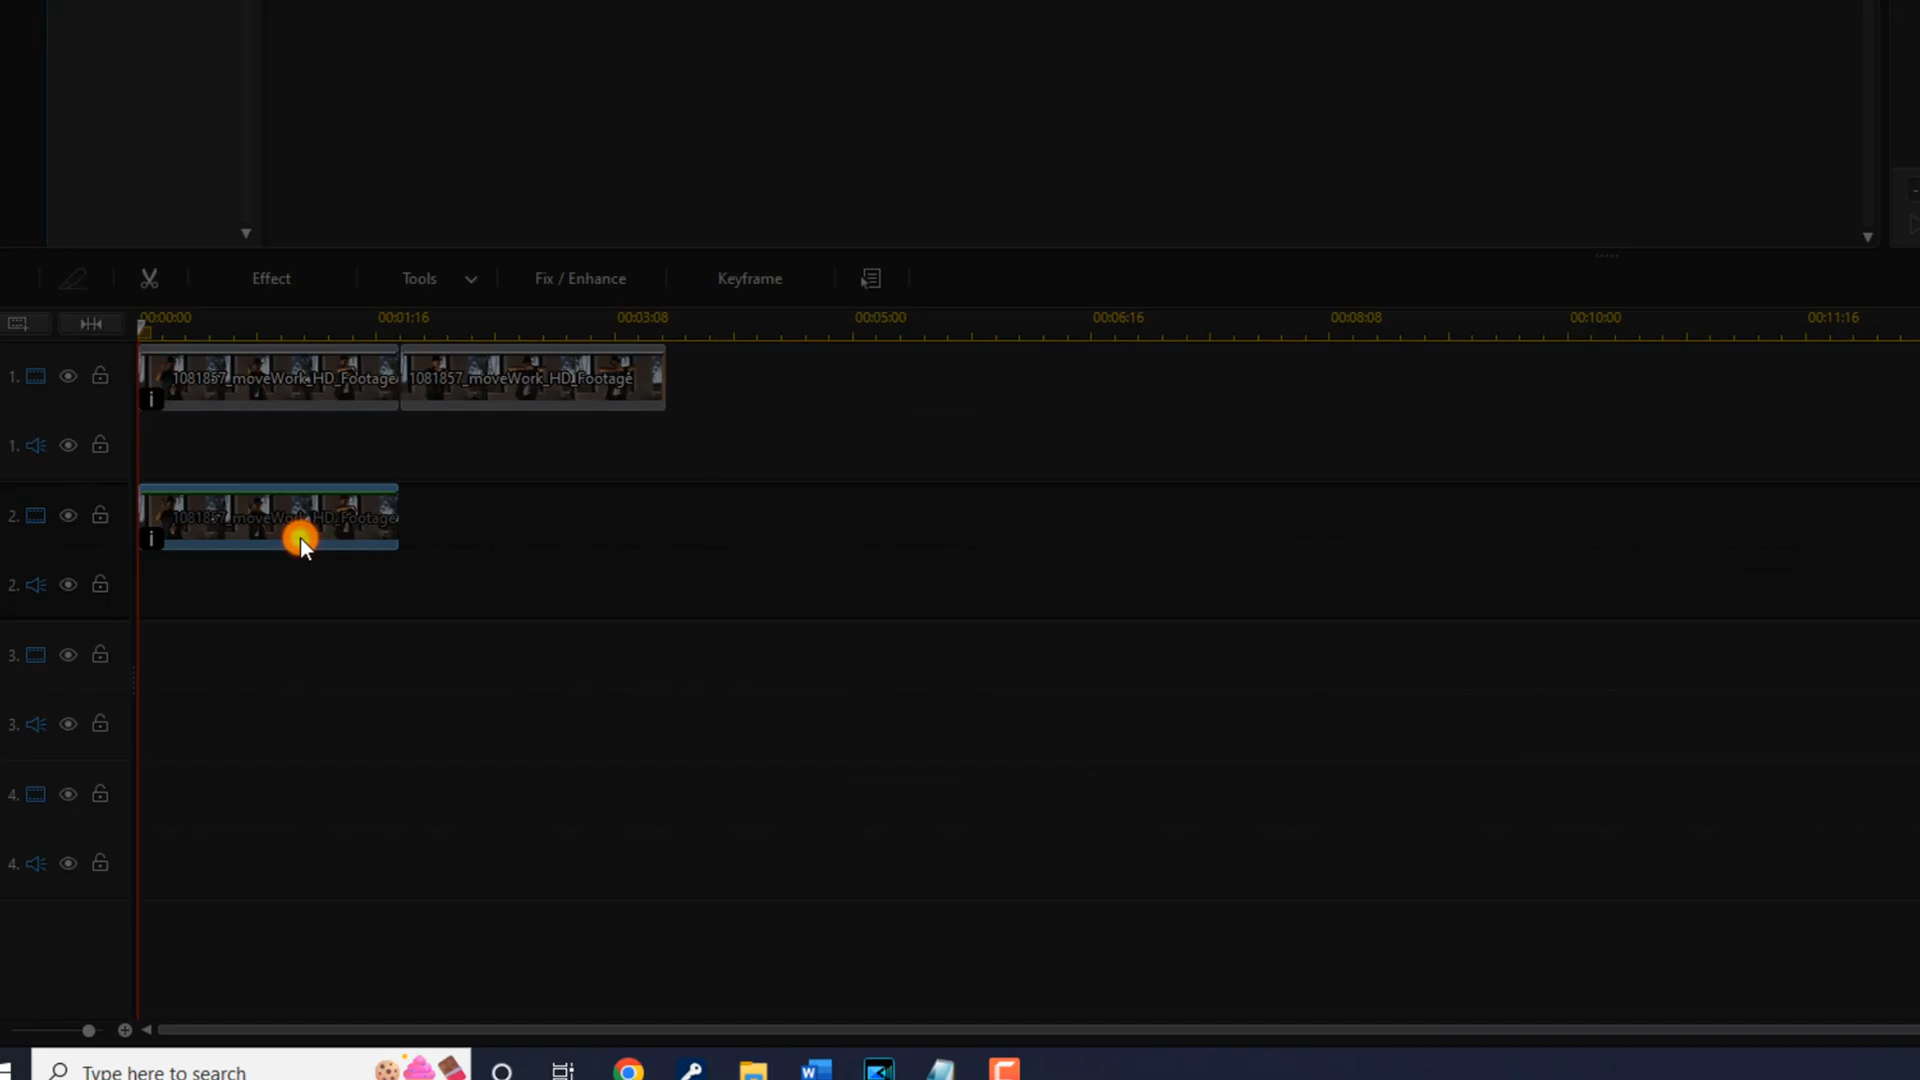 Effect Tools Fix / Enhance Keyframe
00:00:00 00:01:16 00:03:08 00:05:00 00:06:16 00:08:08 00:10:00 00:11:16
1. 1081857_moveWork_HD_Footage 1081857_moveWork_HD_Footage
i
1.
2. 1081857_moveWork_HD_Footage
i
2.
3.
3.
4.
4.
Type here to search